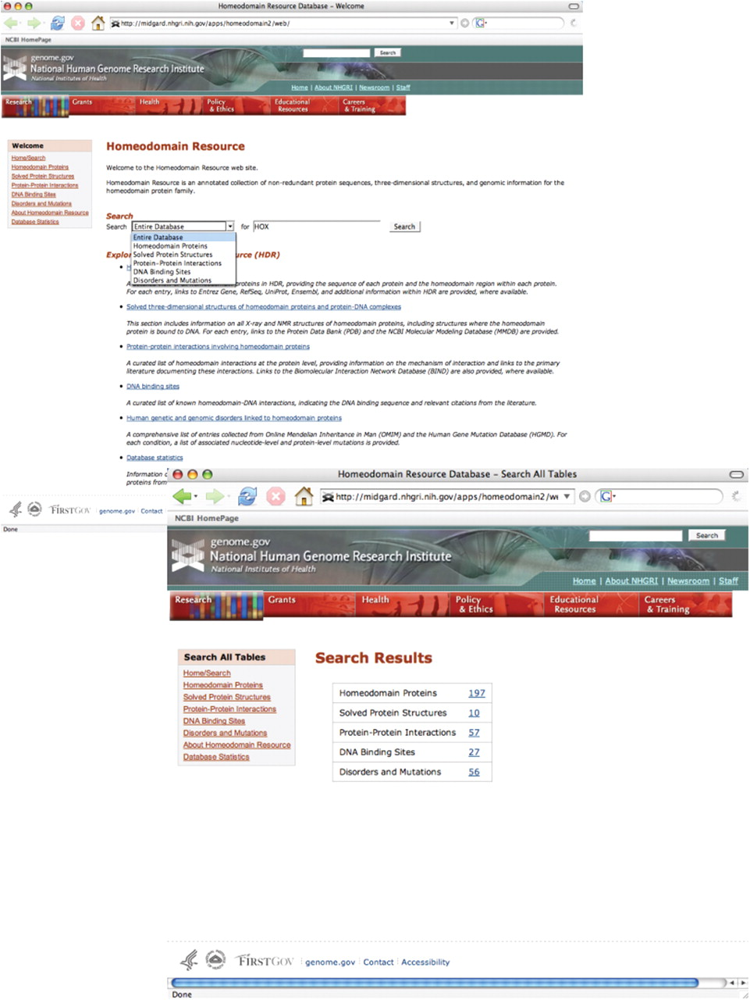 Homeodomain Resource Database – Welcome
http://midgard.nhgri.nih.gov/apps/homeodomain2/web/
NCBI HomePage
genome.gov
National Human Genome Research Institute
National Institutes of Health
Search
Home | About NHGRI | Newsroom | Staff
Research Grants Health Policy & Ethics Educational Resources Careers & Training
Welcome
Home/Search
Homeodomain Proteins
Solved Protein Structures
Protein-Protein Interactions
DNA Binding Sites
Disorders and Mutations
About Homeodomain Resource
Database Statistics
Homeodomain Resource
Welcome to the Homeodomain Resource web site.
Homeodomain Resource is an annotated collection of non-redundant protein sequences, three-dimensional structures, and genomic information for the
homeodomain protein family.
Search
Search Entire Database for HOX Search
Entire Database
Homeodomain Proteins
Solved Protein Structures
Protein-Protein Interactions
DNA Binding Sites
Disorders and Mutations
Explor urce (HDR)
• H
A proteins in HDR, providing the sequence of each protein and the homeodomain region within each protein.
For each entry, links to Entrez Gene, RefSeq, UniProt, Ensembl, and additional information within HDR are provided, where available.
• Solved three-dimensional structures of homeodomain proteins and protein-DNA complexes
This section includes information on all X-ray and NMR structures of homeodomain proteins, including structures where the homeodomain
protein is bound to DNA. For each entry, links to the Protein Data Bank (PDB) and the NCBI Molecular Modeling Database (MMDB) are provided.
• Protein-protein interactions involving homeodomain proteins
A curated list of homeodomain interactions at the protein level, providing information on the mechanism of interaction and links to the primary
literature documenting these interactions. Links to the Biomolecular Interaction Network Database (BIND) are also provided, where available.
• DNA binding sites
A curated list of known homeodomain-DNA interactions, indicating the DNA binding sequence and relevant citations from the literature.
• Human genetic and genomic disorders linked to homeodomain proteins
A comprehensive list of entries collected from Online Mendelian Inheritance in Man (OMIM) and the Human Gene Mutation Database (HGMD). For
each condition, a list of associated nucleotide-level and protein-level mutations is provided.
• Database statistics
Information
proteins from
FIRSTGOV genome.gov Contact
Done
Homeodomain Resource Database – Search All Tables
http://midgard.nhgri.nih.gov/apps/homeodomain2/we
NCBI HomePage
genome.gov
National Human Genome Research Institute
National Institutes of Health
Search
Home | About NHGRI | Newsroom | Staff
Research Grants Health Policy & Ethics Educational Resources Careers & Training
Search All Tables
Home/Search
Homeodomain Proteins
Solved Protein Structures
Protein-Protein Interactions
DNA Binding Sites
Disorders and Mutations
About Homeodomain Resource
Database Statistics
Search Results
Homeodomain Proteins 197
Solved Protein Structures 10
Protein-Protein Interactions 57
DNA Binding Sites 27
Disorders and Mutations 56
FIRSTGOV genome.gov Contact Accessibility
Done